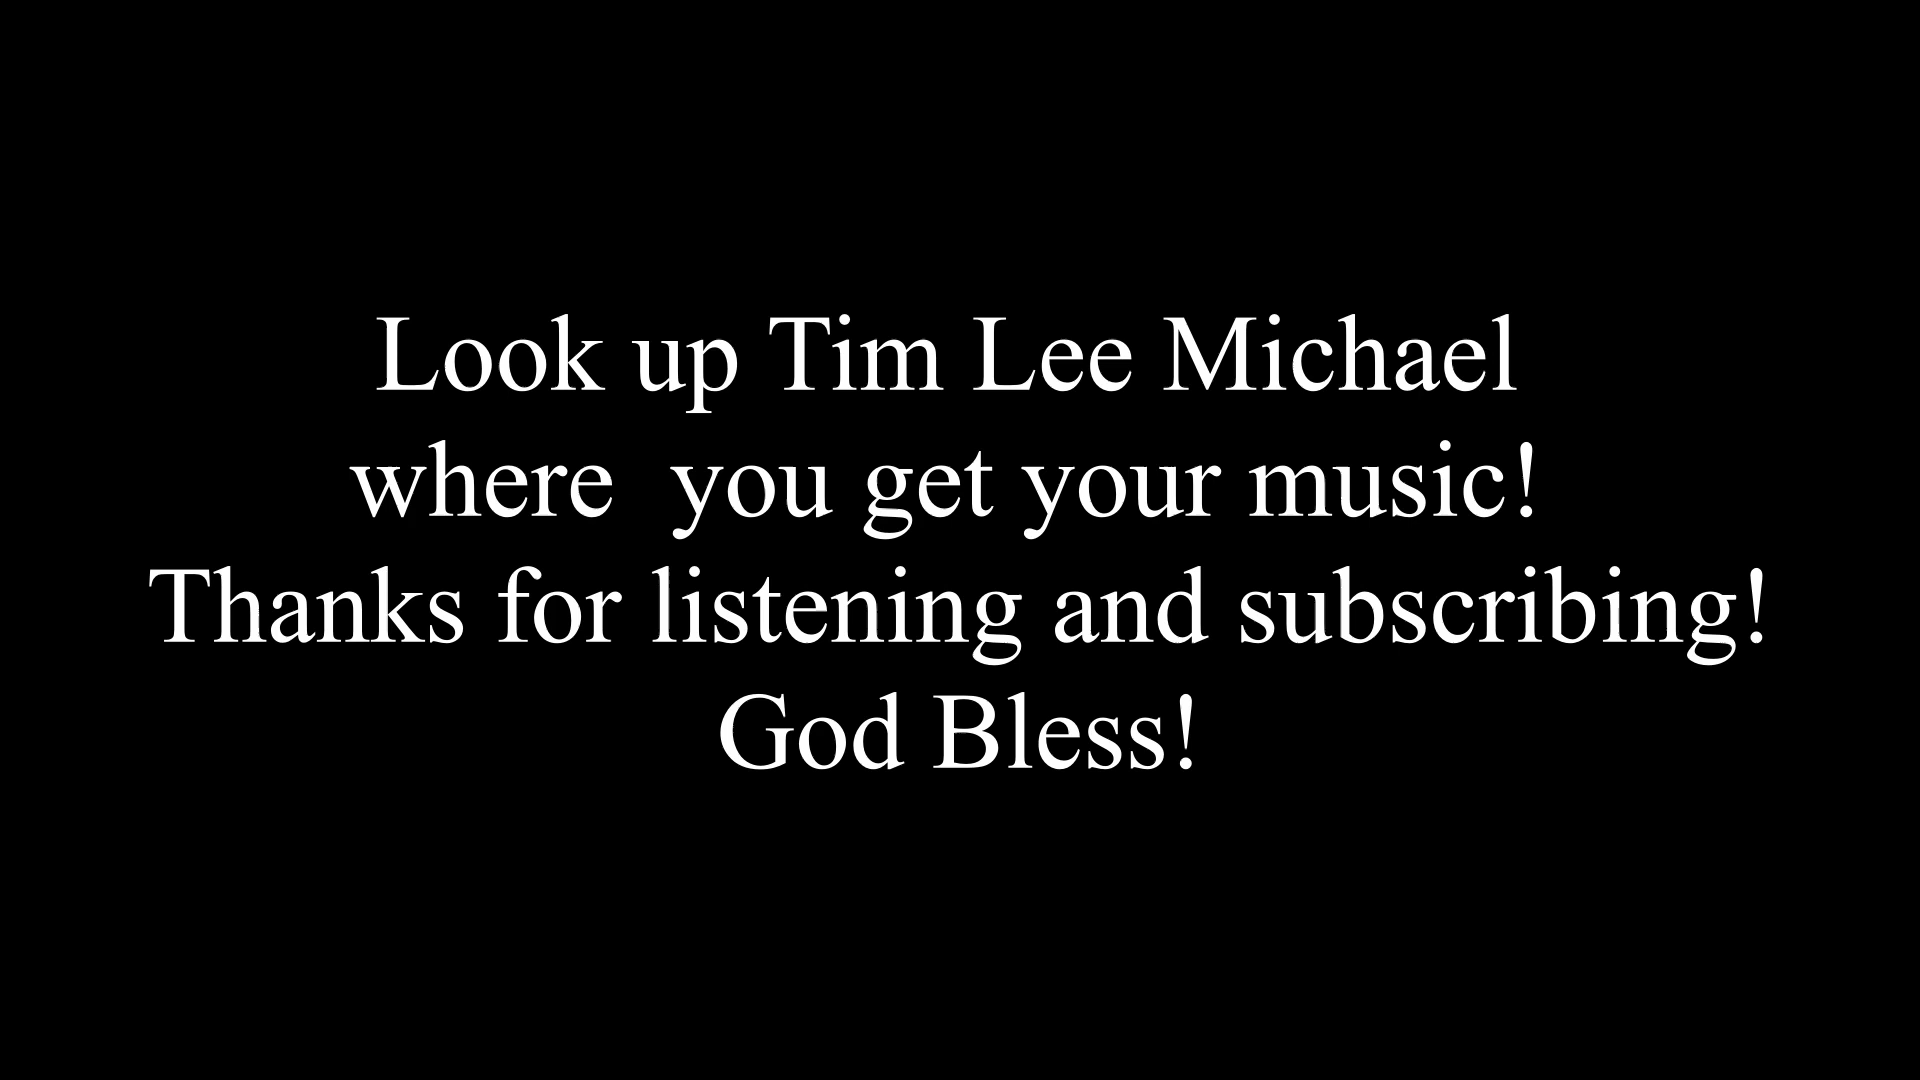 Look up Tim Lee Michael
where  you get your music!
Thanks for listening and subscribing!
God Bless!